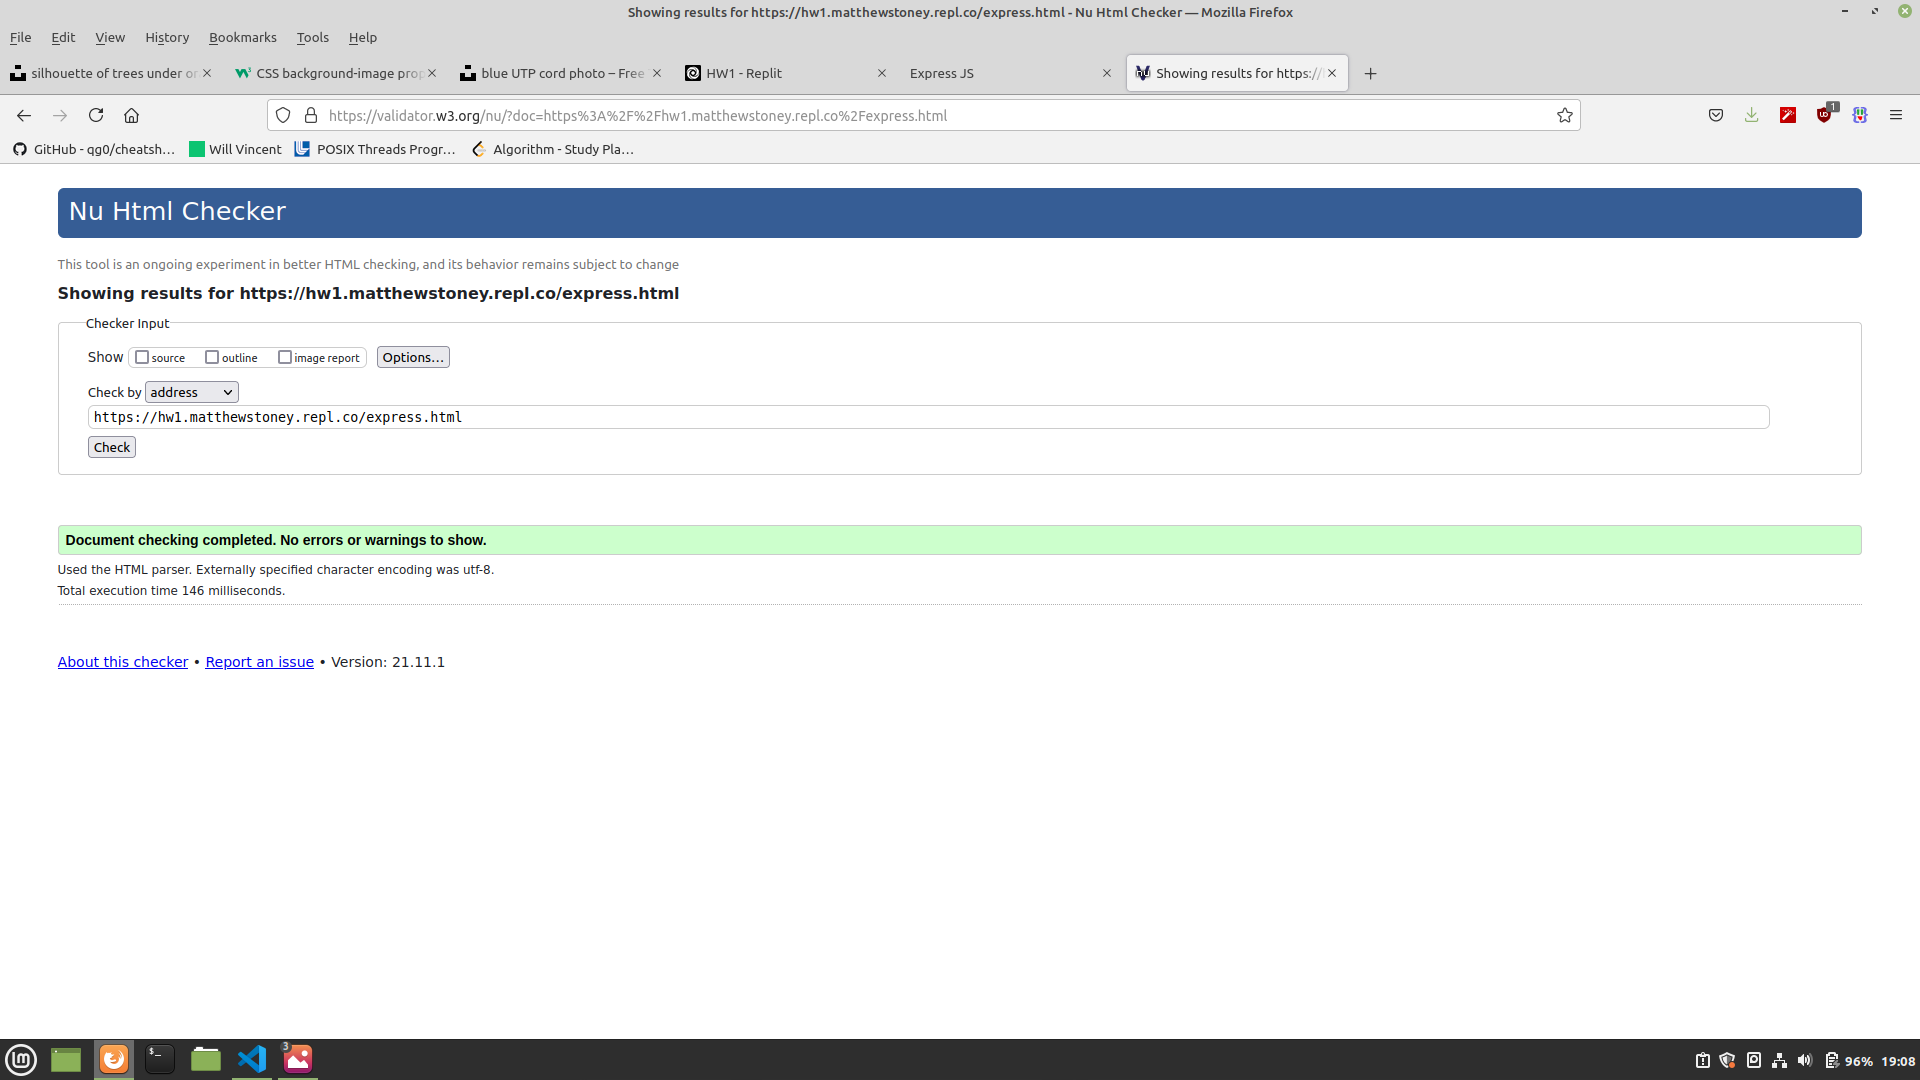 Showing results for https://hw1.matthewstoney.repl.co/express.html - Nu Html Checker — Mozilla Firefox
File Edit View History Bookmarks Tools Help
silhouette of trees under or CSS background-image prop blue UTP cord photo – Free HW1 - Replit Express JS Showing results for https://
https://validator.w3.org/nu/?doc=https%3A%2F%2Fhw1.matthewstoney.repl.co%2Fexpress.html 1
GitHub - qg0/cheatsh… Will Vincent POSIX Threads Progr… Algorithm - Study Pla…
Nu Html Checker
This tool is an ongoing experiment in better HTML checking, and its behavior remains subject to change
Showing results for https://hw1.matthewstoney.repl.co/express.html
Checker Input
Show source outline image report Options...
Check by address
https://hw1.matthewstoney.repl.co/express.html
Check
Document checking completed. No errors or warnings to show.
Used the HTML parser. Externally specified character encoding was utf-8.
Total execution time 146 milliseconds.
About this checker • Report an issue • Version: 21.11.1
3
96% 19:08